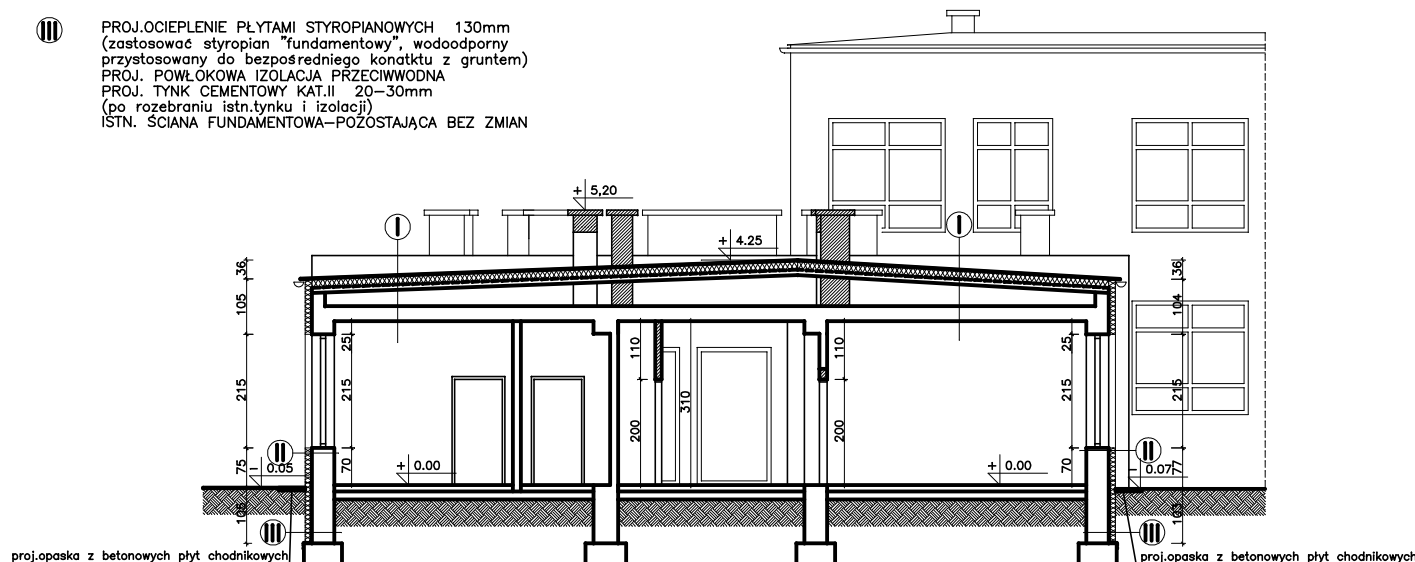 III
PROJ.OCIEPLENIE PŁYTAMI STYROPIANOWYCH 130mm
(zastosować styropian "fundamentowy", wodoodporny
przystosowany do bezpośredniego konatktu z gruntem)
PROJ. POWŁOKOWA IZOLACJA PRZECIWWODNA
PROJ. TYNK CEMENTOWY KAT.II 20–30mm
(po rozebraniu istn.tynku i izolacji)
ISTN. ŚCIANA FUNDAMENTOWA–POZOSTAJĄCA BEZ ZMIAN
+ 5,20
I
I
+ 4.25
36
36
105
104
25
110
110
25
215
215
310
215
215
200
200
II
II
75
– 0.05
70
+ 0.00
+ 0.00
70
– 0.07
77
105
103
III
III
proj.opaska z betonowych płyt chodnikowych
proj.opaska z betonowych płyt chodnikowych